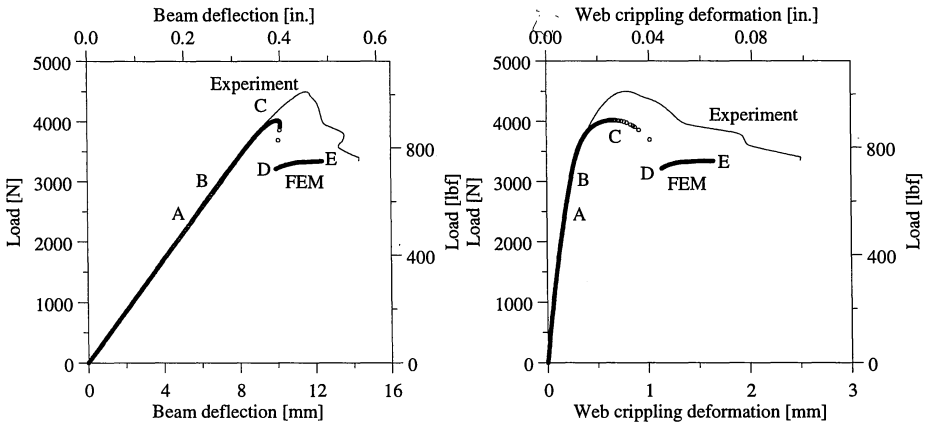 Beam deflection [in.]
0.0 0.2 0.4 0.6
5000
4000
3000
2000
1000
0
Load [N]
Experiment
C
B
A
D
E
FEM
800
400
0
Load [lbf]
0 4 8 12 16
Beam deflection [mm]
Web crippling deformation [in.]
0.00 0.04 0.08
5000
4000
3000
2000
1000
0
Load [N]
Experiment
C
B
A
D
E
FEM
800
400
0
Load [lbf]
0 1 2 3
Web crippling deformation [mm]